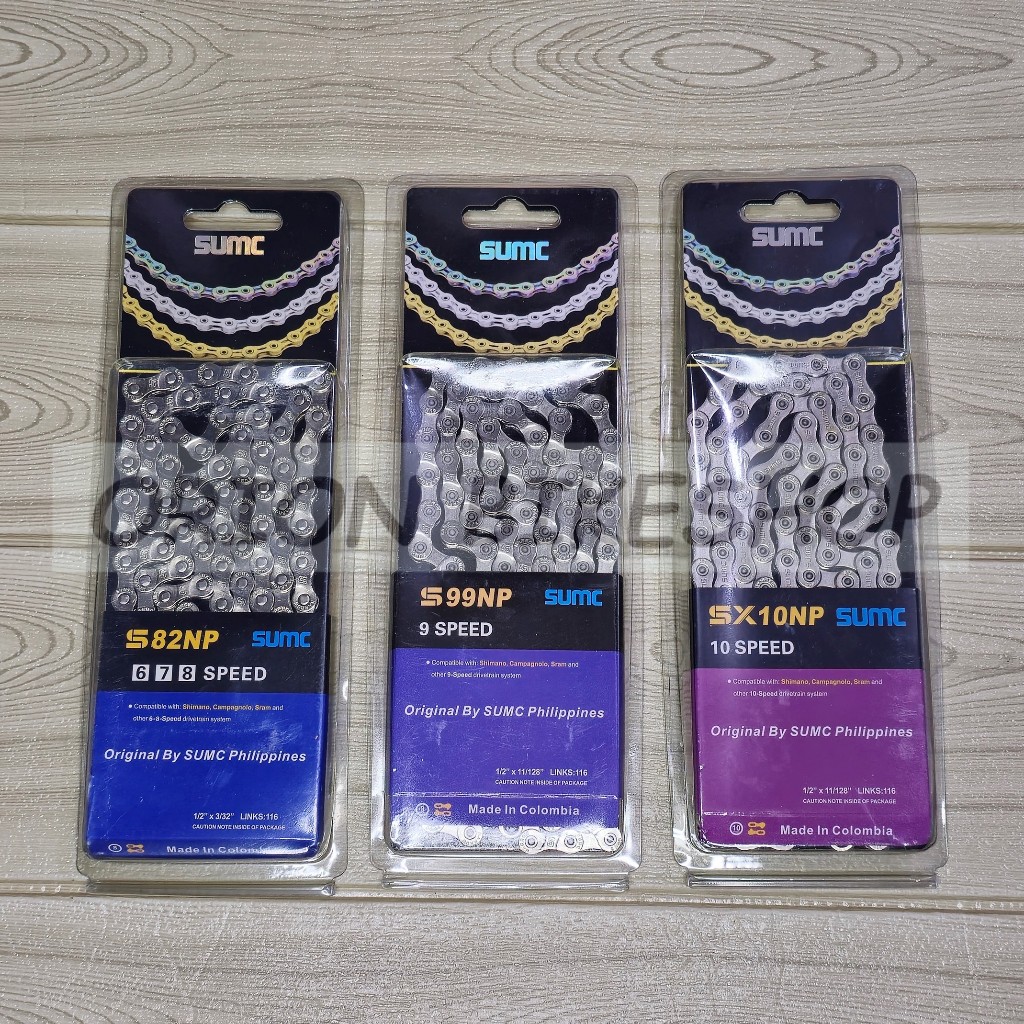 SUMC
S82NP SUMC
6 7 8 SPEED
Compatible with: Shimano, Campagnolo, Sram and
other 6-8-Speed drivetrain system
Original By SUMC Philippines
1/2" x 3/32" LINKS:116
CAUTION NOTE INSIDE OF PACKAGE
8 Made In Colombia
SUMC
S99NP SUMC
9 SPEED
Compatible with: Shimano, Campagnolo, Sram and
other 9-Speed drivetrain system
Original By SUMC Philippines
1/2" x 11/128" LINKS:116
CAUTION NOTE INSIDE OF PACKAGE
Made In Colombia
SUMC
SX10NP SUMC
10 SPEED
Compatible with: Shimano, Campagnolo, Sram and
other 10-Speed drivetrain system
Original By SUMC Philippines
1/2" x 11/128" LINKS:116
CAUTION NOTE INSIDE OF PACKAGE
10 Made In Colombia